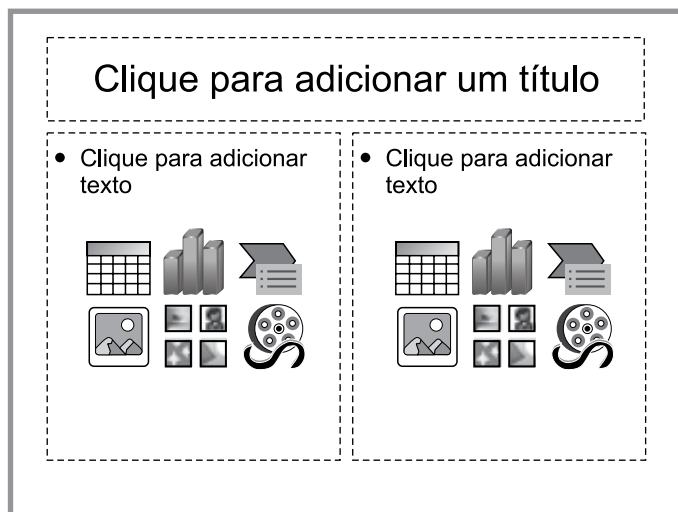 Clique para adicionar um título
• Clique para adicionar
texto
• Clique para adicionar
texto